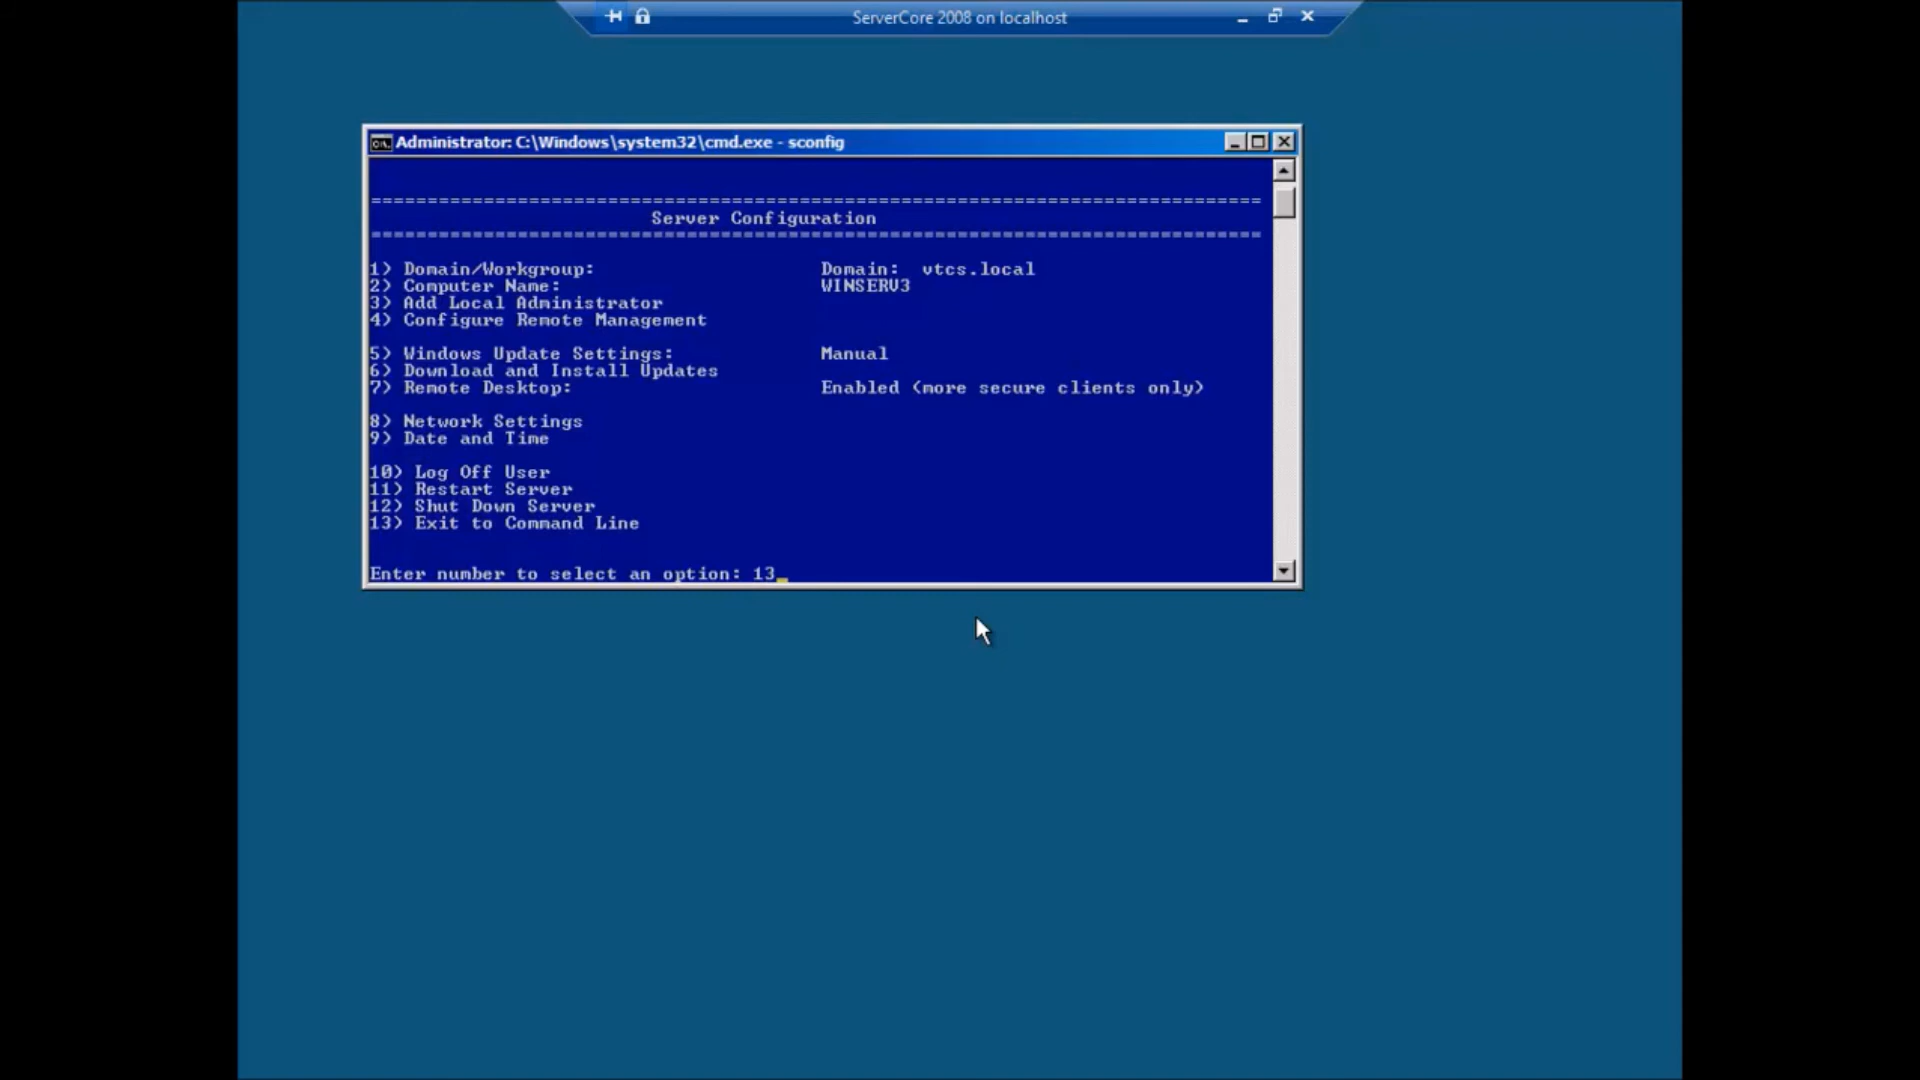 ServerCore 2008 on localhost
Administrator: C:\Windows\system32\cmd.exe - sconfig
===============================================================================
Server Configuration
===============================================================================
1) Domain/Workgroup: Domain: vtcs.local
2) Computer Name: WINSERV3
3) Add Local Administrator
4) Configure Remote Management
5) Windows Update Settings: Manual
6) Download and Install Updates
7) Remote Desktop: Enabled (more secure clients only)
8) Network Settings
9) Date and Time
10) Log Off User
11) Restart Server
12) Shut Down Server
13) Exit to Command Line
Enter number to select an option: 13_